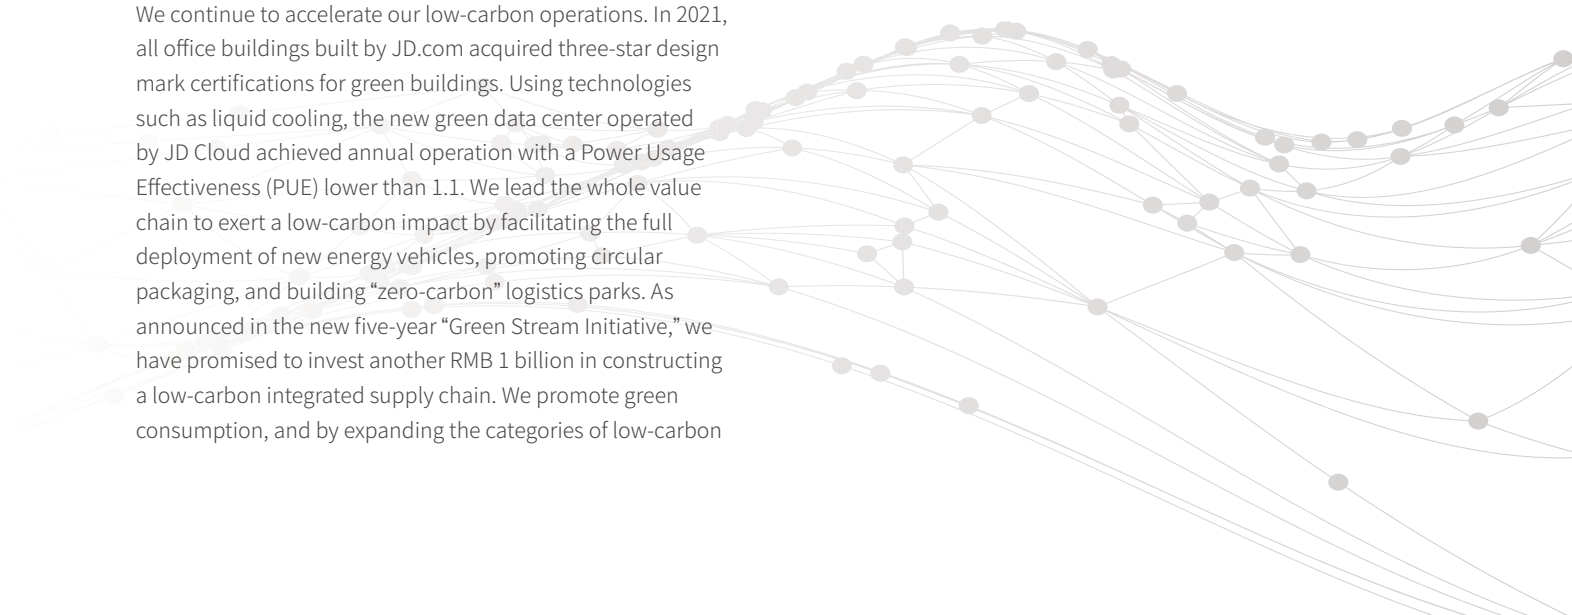 We continue to accelerate our low-carbon operations. In 2021,
all office buildings built by JD.com acquired three-star design
mark certifications for green buildings. Using technologies
such as liquid cooling, the new green data center operated
by JD Cloud achieved annual operation with a Power Usage
Effectiveness (PUE) lower than 1.1. We lead the whole value
chain to exert a low-carbon impact by facilitating the full
deployment of new energy vehicles, promoting circular
packaging, and building “zero-carbon” logistics parks. As
announced in the new five-year “Green Stream Initiative,” we
have promised to invest another RMB 1 billion in constructing
a low-carbon integrated supply chain. We promote green
consumption, and by expanding the categories of low-carbon